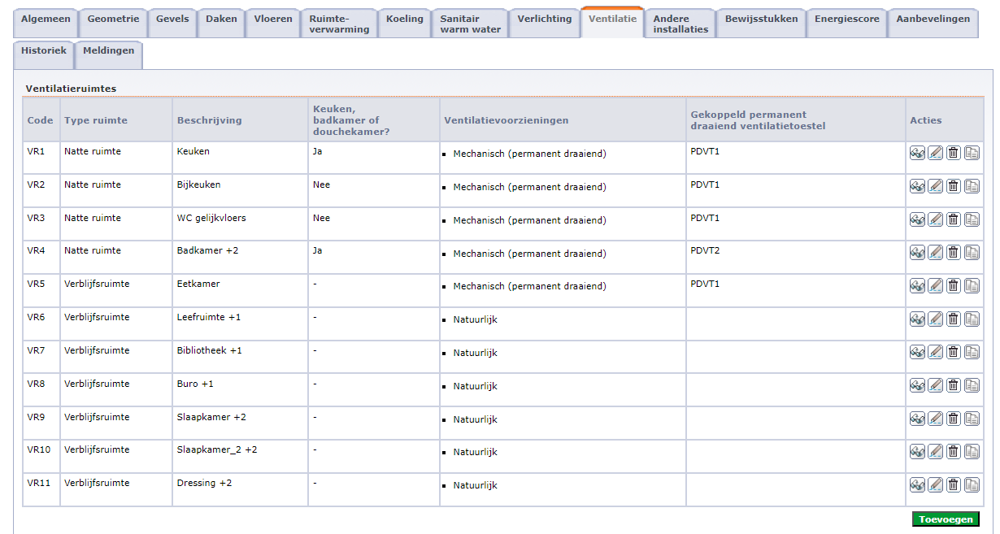 Algemeen Geometrie Gevels Daken Vloeren Ruimte-verwarming Koeling Sanitair warm water Verlichting Ventilatie Andere installaties Bewijsstukken Energiescore Aanbevelingen
Historiek Meldingen
Ventilatieruimtes
Code Type ruimte Beschrijving Keuken, badkamer of douchekamer? Ventilatievoorzieningen Gekoppeld permanent draaiend ventilatietoestel Acties
VR1 Natte ruimte Keuken Ja ▪ Mechanisch (permanent draaiend) PDVT1
VR2 Natte ruimte Bijkeuken Nee ▪ Mechanisch (permanent draaiend) PDVT1
VR3 Natte ruimte WC gelijkvloers Nee ▪ Mechanisch (permanent draaiend) PDVT1
VR4 Natte ruimte Badkamer +2 Ja ▪ Mechanisch (permanent draaiend) PDVT2
VR5 Verblijfsruimte Eetkamer - ▪ Mechanisch (permanent draaiend) PDVT1
VR6 Verblijfsruimte Leefruimte +1 - ▪ Natuurlijk
VR7 Verblijfsruimte Bibliotheek +1 - ▪ Natuurlijk
VR8 Verblijfsruimte Buro +1 - ▪ Natuurlijk
VR9 Verblijfsruimte Slaapkamer +2 - ▪ Natuurlijk
VR10 Verblijfsruimte Slaapkamer_2 +2 - ▪ Natuurlijk
VR11 Verblijfsruimte Dressing +2 - ▪ Natuurlijk
Toevoegen